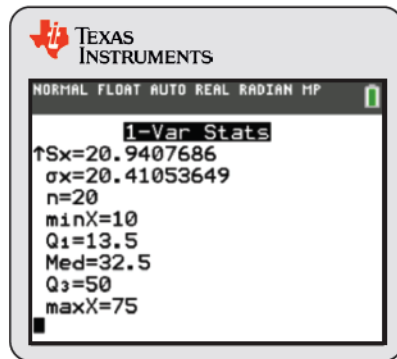 TEXAS
INSTRUMENTS
NORMAL FLOAT AUTO REAL RADIAN MP
1-Var Stats
↑Sx=20.9407686
σx=20.41053649
n=20
minX=10
Q₁=13.5
Med=32.5
Q₃=50
maxX=75